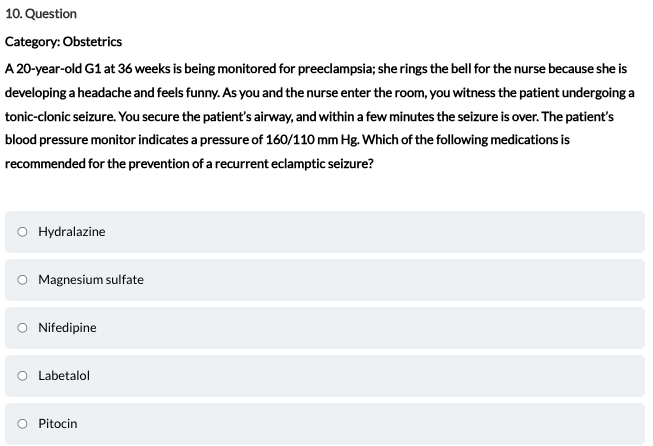 10. Question
Category: Obstetrics
A 20-year-old G1 at 36 weeks is being monitored for preeclampsia; she rings the bell for the nurse because she is
developing a headache and feels funny. As you and the nurse enter the room, you witness the patient undergoing a
tonic-clonic seizure. You secure the patient's airway, and within a few minutes the seizure is over. The patient's
blood pressure monitor indicates a pressure of 160/110 mm Hg. Which of the following medications is
recommended for the prevention of a recurrent eclamptic seizure?
Hydralazine
Magnesium sulfate
Nifedipine
Labetalol
Pitocin